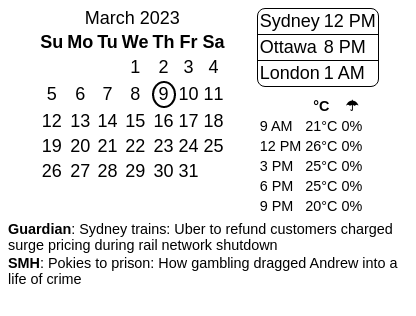 March 2023
Su Mo Tu We Th Fr Sa
1 2 3 4
5 6 7 8 9 10 11
12 13 14 15 16 17 18
19 20 21 22 23 24 25
26 27 28 29 30 31
Sydney 12 PM
Ottawa 8 PM
London 1 AM
°C ☂
9 AM 21°C 0%
12 PM 26°C 0%
3 PM 25°C 0%
6 PM 25°C 0%
9 PM 20°C 0%
Guardian: Sydney trains: Uber to refund customers charged
surge pricing during rail network shutdown
SMH: Pokies to prison: How gambling dragged Andrew into a
life of crime